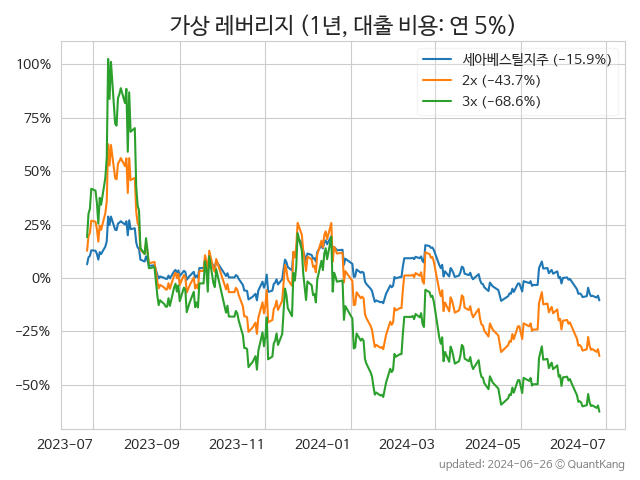 가상 레버리지 (1년, 대출 비용: 연 5%)
세아베스틸지주 (−15.9%)
2x (−43.7%)
3x (−68.6%)
100%
75%
50%
25%
0%
−25%
−50%
2023-07 2023-09 2023-11 2024-01 2024-03 2024-05 2024-07
updated: 2024-06-26 © QuantKang